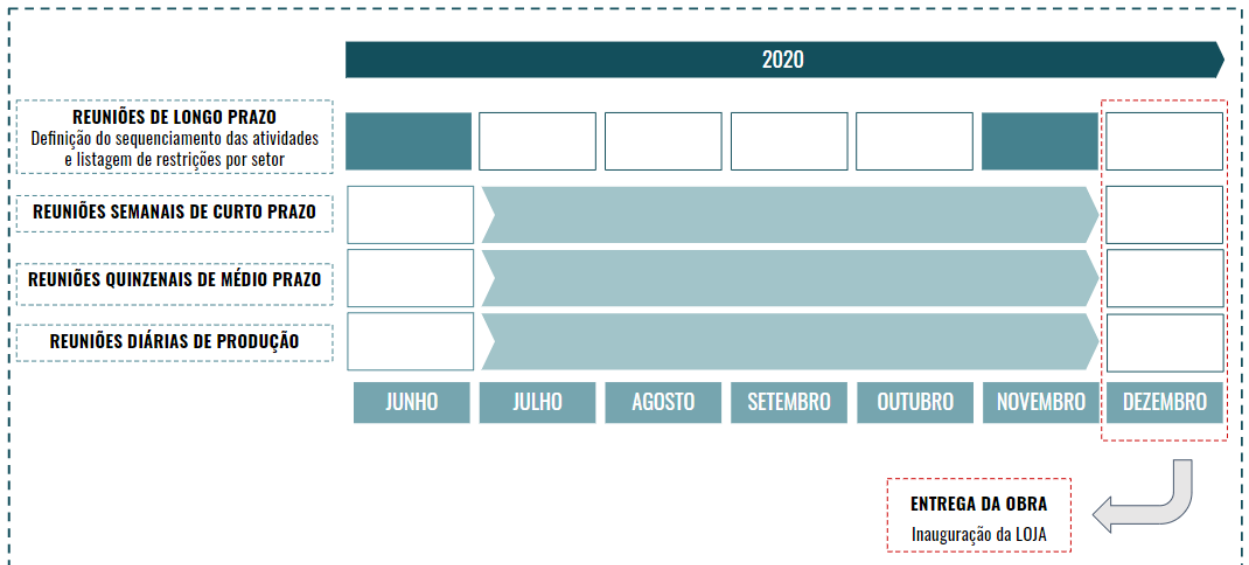 2020
REUNIÕES DE LONGO PRAZO
Definição do sequenciamento das atividades
e listagem de restrições por setor
REUNIÕES SEMANAIS DE CURTO PRAZO
REUNIÕES QUINZENAIS DE MÉDIO PRAZO
REUNIÕES DIÁRIAS DE PRODUÇÃO
JUNHO
JULHO
AGOSTO
SETEMBRO
OUTUBRO
NOVEMBRO
DEZEMBRO
ENTREGA DA OBRA
Inauguração da LOJA